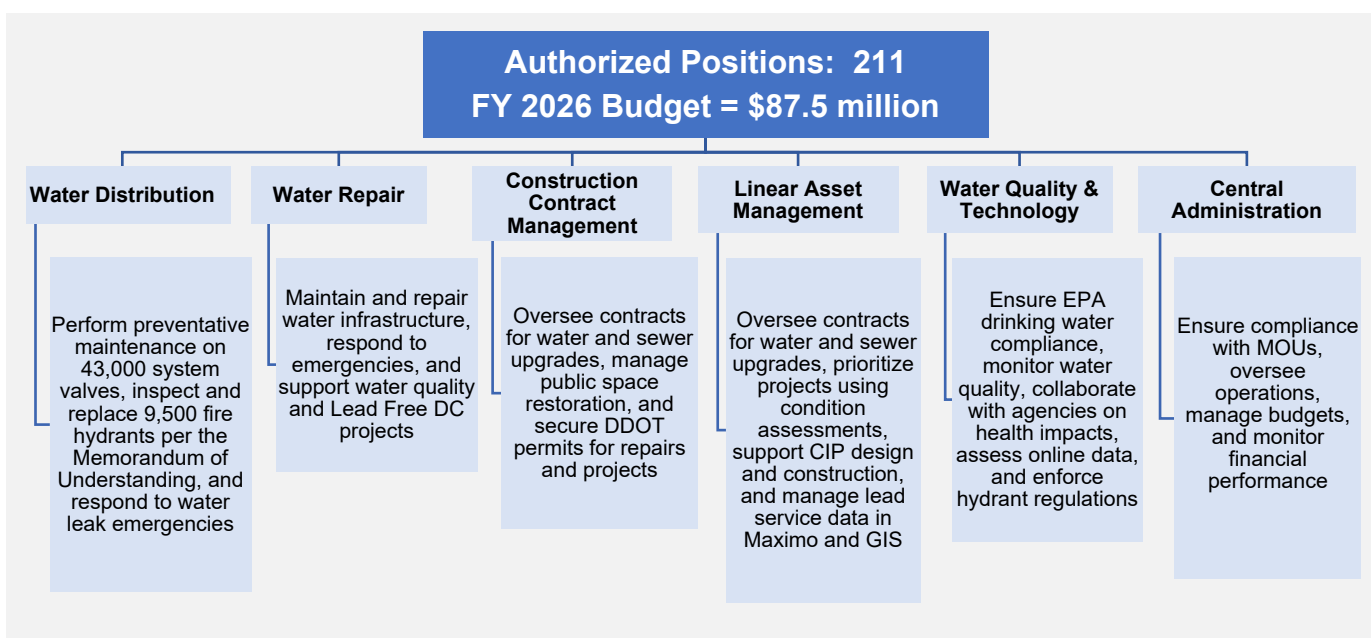 Authorized Positions: 211
FY 2026 Budget = $87.5 million
Water Distribution
Perform preventative
maintenance on
43,000 system
valves, inspect and
replace 9,500 fire
hydrants per the
Memorandum of
Understanding, and
respond to water
leak emergencies
Water Repair
Maintain and repair
water infrastructure,
respond to
emergencies, and
support water quality
and Lead Free DC
projects
Construction
Contract
Management
Oversee contracts
for water and sewer
upgrades, manage
public space
restoration, and
secure DDOT
permits for repairs
and projects
Linear Asset
Management
Oversee contracts
for water and sewer
upgrades, prioritize
projects using
condition
assessments,
support CIP design
and construction,
and manage lead
service data in
Maximo and GIS
Water Quality &
Technology
Ensure EPA
drinking water
compliance,
monitor water
quality, collaborate
with agencies on
health impacts,
assess online data,
and enforce
hydrant regulations
Central
Administration
Ensure compliance
with MOUs,
oversee
operations,
manage budgets,
and monitor
financial
performance